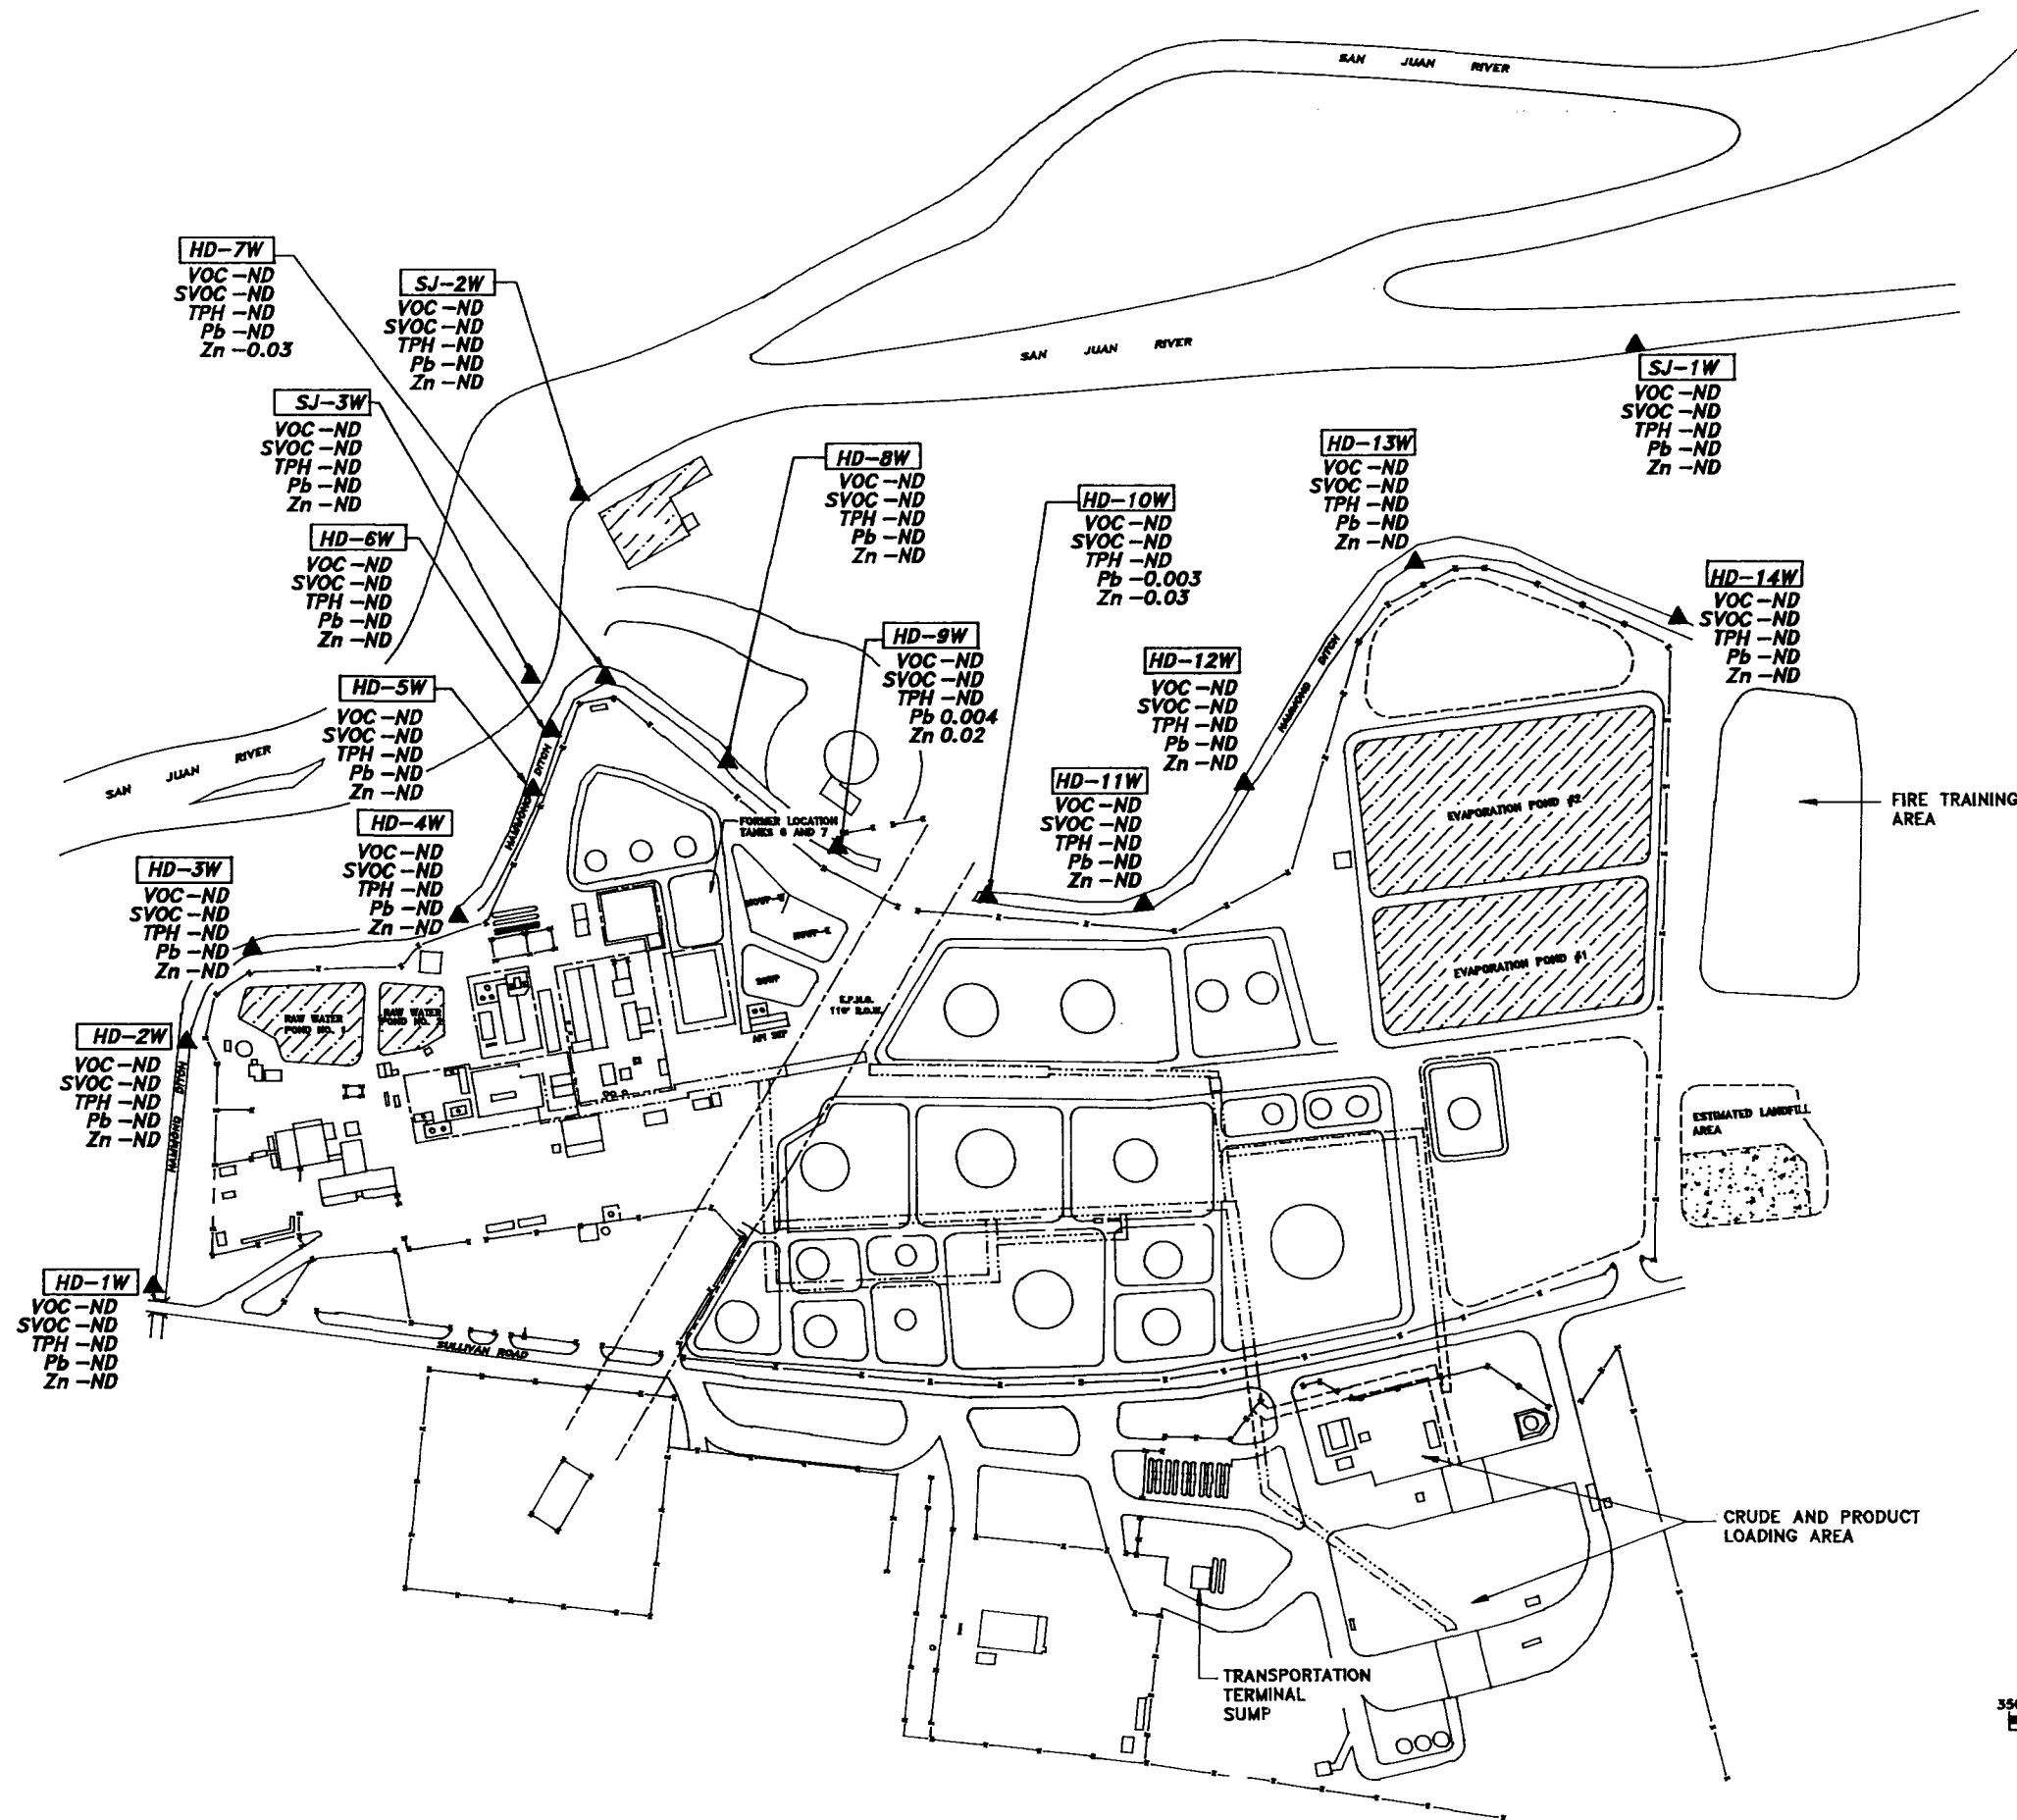 SAN JUAN RIVER
HD-7W
VOC -ND
SVOC -ND
TPH -ND
Pb -ND
Zn -0.03
SJ-2W
VOC -ND
SVOC -ND
TPH -ND
Pb -ND
Zn -ND
SAN JUAN RIVER
SJ-1W
VOC -ND
SVOC -ND
TPH -ND
Pb -ND
Zn -ND
SJ-3W
VOC -ND
SVOC -ND
TPH -ND
Pb -ND
Zn -ND
HD-8W
VOC -ND
SVOC -ND
TPH -ND
Pb -ND
Zn -ND
HD-13W
VOC -ND
SVOC -ND
TPH -ND
Pb -ND
Zn -ND
HD-10W
VOC -ND
SVOC -ND
TPH -ND
Pb -0.003
Zn -0.03
HD-6W
VOC -ND
SVOC -ND
TPH -ND
Pb -ND
Zn -ND
HD-14W
VOC -ND
SVOC -ND
TPH -ND
Pb -ND
Zn -ND
HD-9W
VOC -ND
SVOC -ND
TPH -ND
Pb 0.004
Zn 0.02
HD-12W
VOC -ND
SVOC -ND
TPH -ND
Pb -ND
Zn -ND
HAMMOND DITCH
HD-5W
VOC -ND
SVOC -ND
TPH -ND
Pb -ND
Zn -ND
SAN JUAN RIVER
HAMMOND DITCH
HD-11W
VOC -ND
SVOC -ND
TPH -ND
Pb -ND
Zn -ND
EVAPORATION POND #2
FIRE TRAINING
AREA
HD-4W
VOC -ND
SVOC -ND
TPH -ND
Pb -ND
Zn -ND
FORMER LOCATION
TANKS 6 AND 7
HD-3W
VOC -ND
SVOC -ND
TPH -ND
Pb -ND
Zn -ND
EVAPORATION POND #1
E.P.N.G.
110' R.O.W.
RAW WATER
POND NO. 1
RAW WATER
POND NO. 2
API SEP
HD-2W
VOC -ND
SVOC -ND
TPH -ND
Pb -ND
Zn -ND
HAMMOND DITCH
ESTIMATED LANDFILL
AREA
HD-1W
VOC -ND
SVOC -ND
TPH -ND
Pb -ND
Zn -ND
SULLIVAN ROAD
CRUDE AND PRODUCT
LOADING AREA
TRANSPORTATION
TERMINAL
SUMP